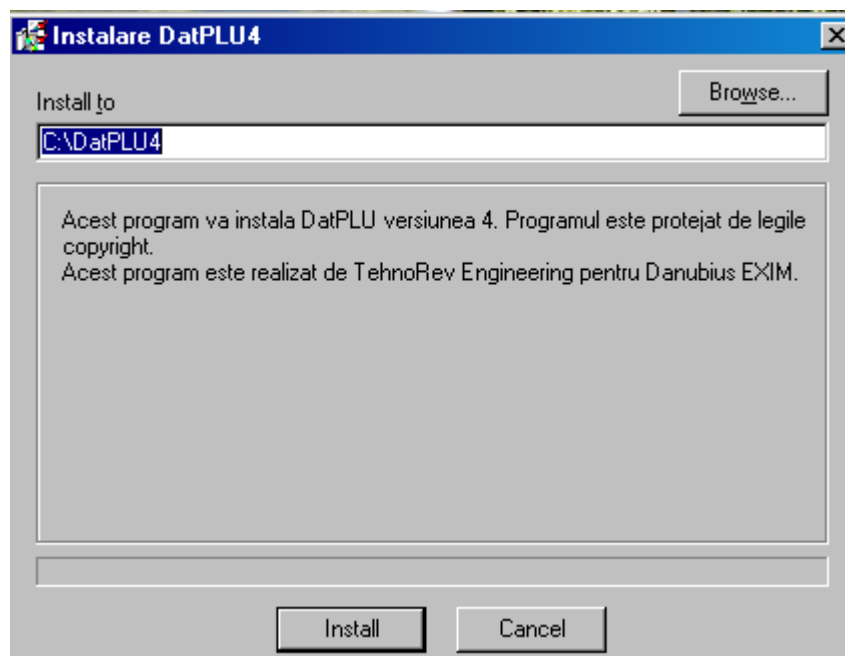 Instalare DatPLU4
Browse...
Install to
C:\DatPLU4
Acest program va instala DatPLU versiunea 4. Programul este protejat de legile
copyright.
Acest program este realizat de TehnoRev Engineering pentru Danubius EXIM.
Install
Cancel